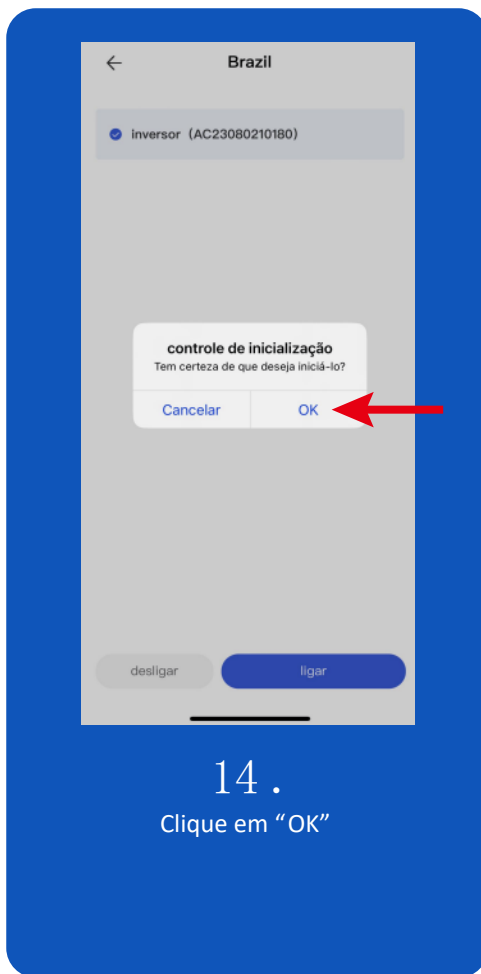 Brazil
inversor (AC23080210180)
controle de inicialização
Tem certeza de que deseja iniciá-lo?
Cancelar OK
desligar ligar
14.
Clique em “OK”